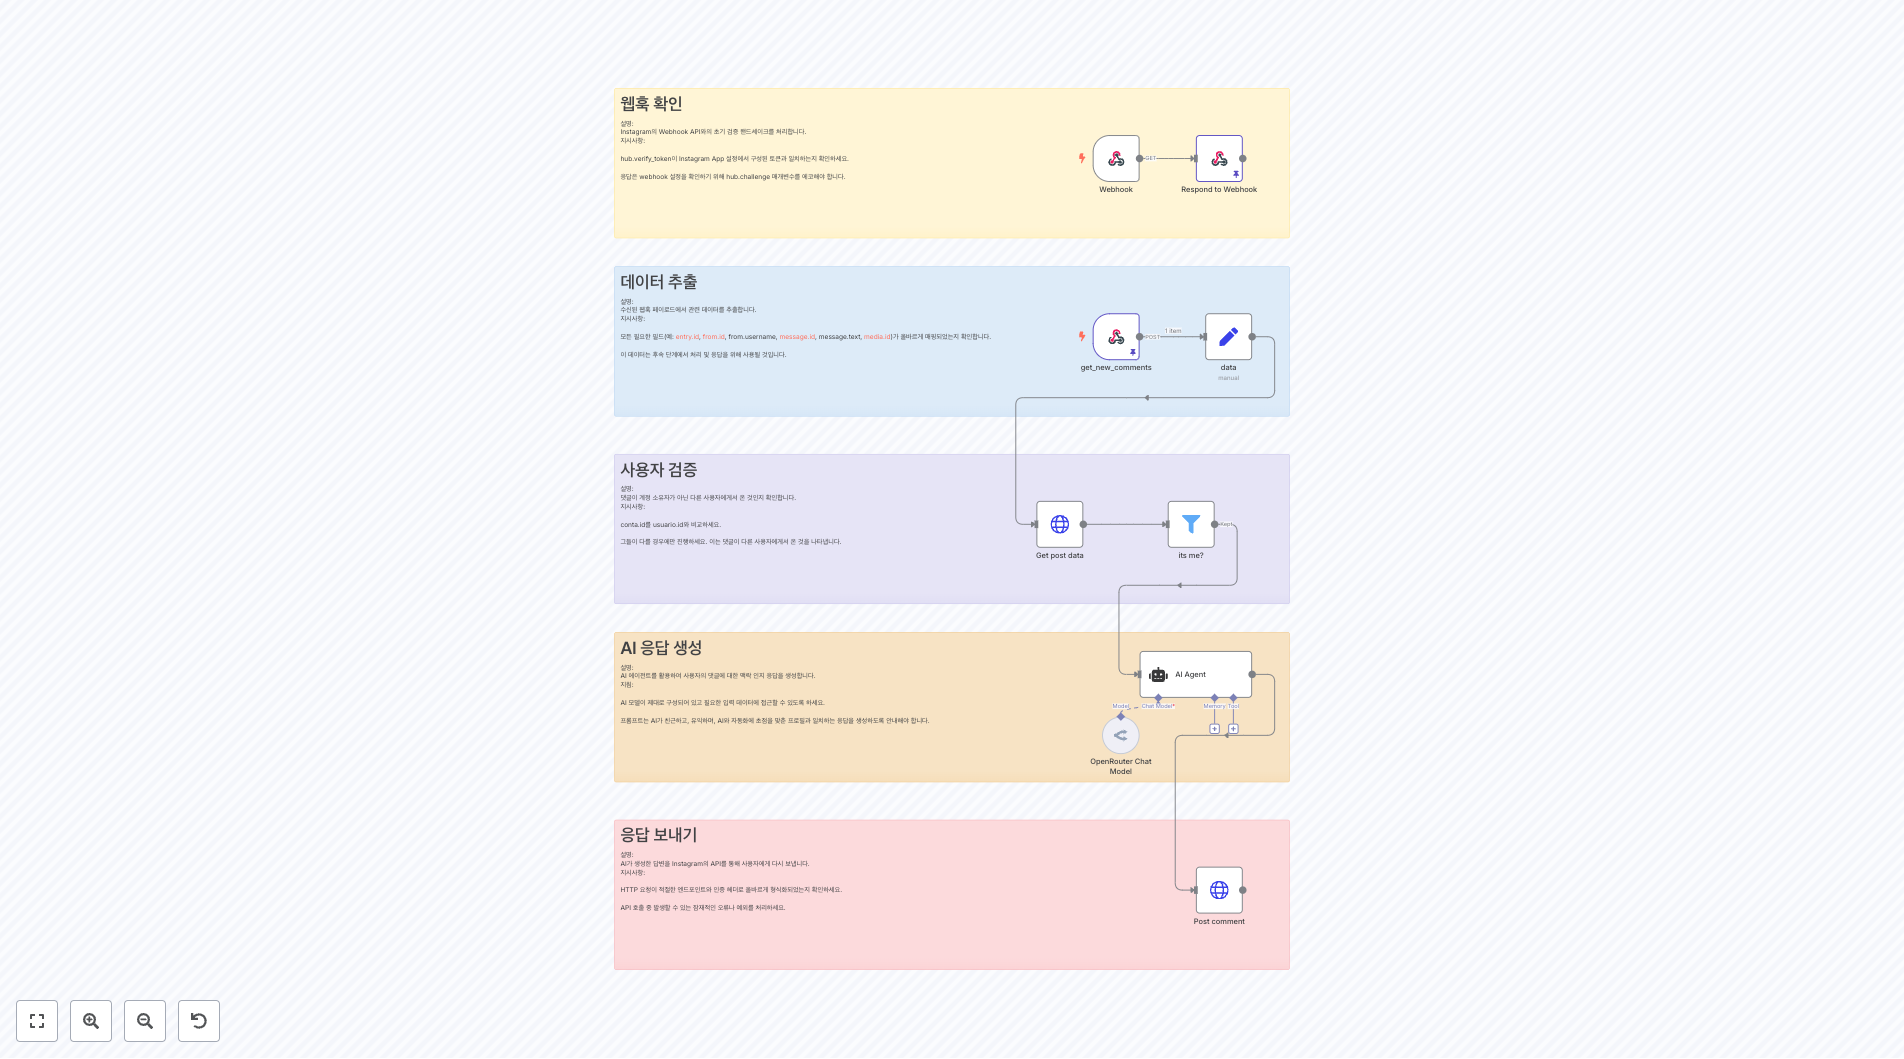 웹훅 확인
설명:
Instagram의 Webhook API와의 초기 검증 핸드셰이크를 처리합니다.
지시사항:
hub.verify_token이 Instagram App 설정에서 구성된 토큰과 일치하는지 확인하세요.
응답은 webhook 설정을 확인하기 위해 hub.challenge 매개변수를 에코해야 합니다.
GET
Webhook
Respond to Webhook
데이터 추출
설명:
수신된 웹훅 페이로드에서 관련 데이터를 추출합니다.
지시사항:
모든 필요한 필드(예: entry.id, from.id, from.username, message.id, message.text, media.id)가 올바르게 매핑되었는지 확인합니다.
이 데이터는 후속 단계에서 처리 및 응답을 위해 사용될 것입니다.
POST
1 item
get_new_comments
data
manual
사용자 검증
설명:
댓글이 계정 소유자가 아닌 다른 사용자에게서 온 것인지 확인합니다.
지시사항:
conta.id를 usuario.id와 비교하세요.
그들이 다를 경우에만 진행하세요. 이는 댓글이 다른 사용자에게서 온 것을 나타냅니다.
Kept
Get post data
its me?
AI 응답 생성
설명:
AI 에이전트를 활용하여 사용자의 댓글에 대한 맥락 인지 응답을 생성합니다.
지침:
AI 모델이 제대로 구성되어 있고 필요한 입력 데이터에 접근할 수 있도록 하세요.
프롬프트는 AI가 친근하고, 유익하며, AI와 자동화에 초점을 맞춘 프로필과 일치하는 응답을 생성하도록 안내해야 합니다.
AI Agent
Model
Chat Model*
Memory
Tool
OpenRouter Chat
Model
응답 보내기
설명:
AI가 생성한 답변을 Instagram의 API를 통해 사용자에게 다시 보냅니다.
지시사항:
HTTP 요청이 적절한 엔드포인트와 인증 헤더로 올바르게 형식화되었는지 확인하세요.
API 호출 중 발생할 수 있는 잠재적인 오류나 예외를 처리하세요.
Post comment